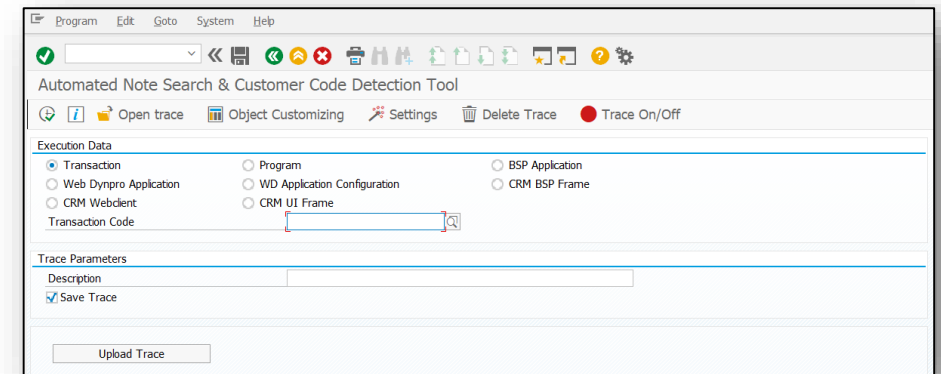 Program Edit Goto System Help
Automated Note Search & Customer Code Detection Tool
i Open trace Object Customizing Settings Delete Trace Trace On/Off
Execution Data
Transaction Program BSP Application
Web Dynpro Application WD Application Configuration CRM BSP Frame
CRM Webclient CRM UI Frame
Transaction Code
Trace Parameters
Description
Save Trace
Upload Trace